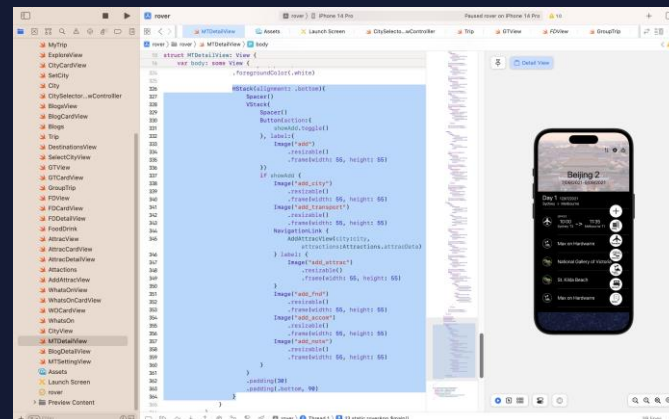 rover
rover
iPhone 14 Pro
Paused rover on iPhone 14 Pro
MTDetailView
Assets
Launch Screen
CitySelector...wController
Trip
GTView
FDView
GroupTrip
rover
rover
MTDetailView
body
MyTrip
ExploreView
CityCardView
SetCity
City
CitySelector...wController
BlogsView
BlogCardView
Blogs
Trip
DestinationsView
SelectCityView
GTView
GTCardView
GroupTrip
FDView
FDCardView
FDDetailView
FoodDrink
AttracView
AttracCardView
AttracDetailView
Attactions
AddAttracView
WhatsOnView
WhatsOnCardView
WOCardView
WhatsOn
CityView
MTDetailView
BlogDetailView
MTSettingView
Assets
Launch Screen
rover
Preview Content
struct MTDetailView: View {
var body: some View {
.foregroundColor(.white)
HStack(alignment: .bottom){
Spacer()
VStack{
Spacer()
Button(action:{
showAdd.toggle()
}, label:{
Image("add")
.resizable()
.frame(width: 55, height: 55)
})
if showAdd {
Image("add_city")
.resizable()
.frame(width: 55, height: 55)
Image("add_transport")
.resizable()
.frame(width: 55, height: 55)
NavigationLink {
AddAttracView(city:city,
attractions:Attractions.attracData)
} label: {
Image("add_attrac")
.resizable()
.frame(width: 55, height: 55)
}
Image("add_fnd")
.resizable()
.frame(width: 55, height: 55)
Image("add_accom")
.resizable()
.frame(width: 55, height: 55)
Image("add_note")
.resizable()
.frame(width: 55, height: 55)
}
}
.padding(30)
.padding(.bottom, 90)
}
}
Detail View
Beijing 2
Day 1
Man on Hardware
National Gallery of Victoria
St. Kilda Beach
Man on Hardware